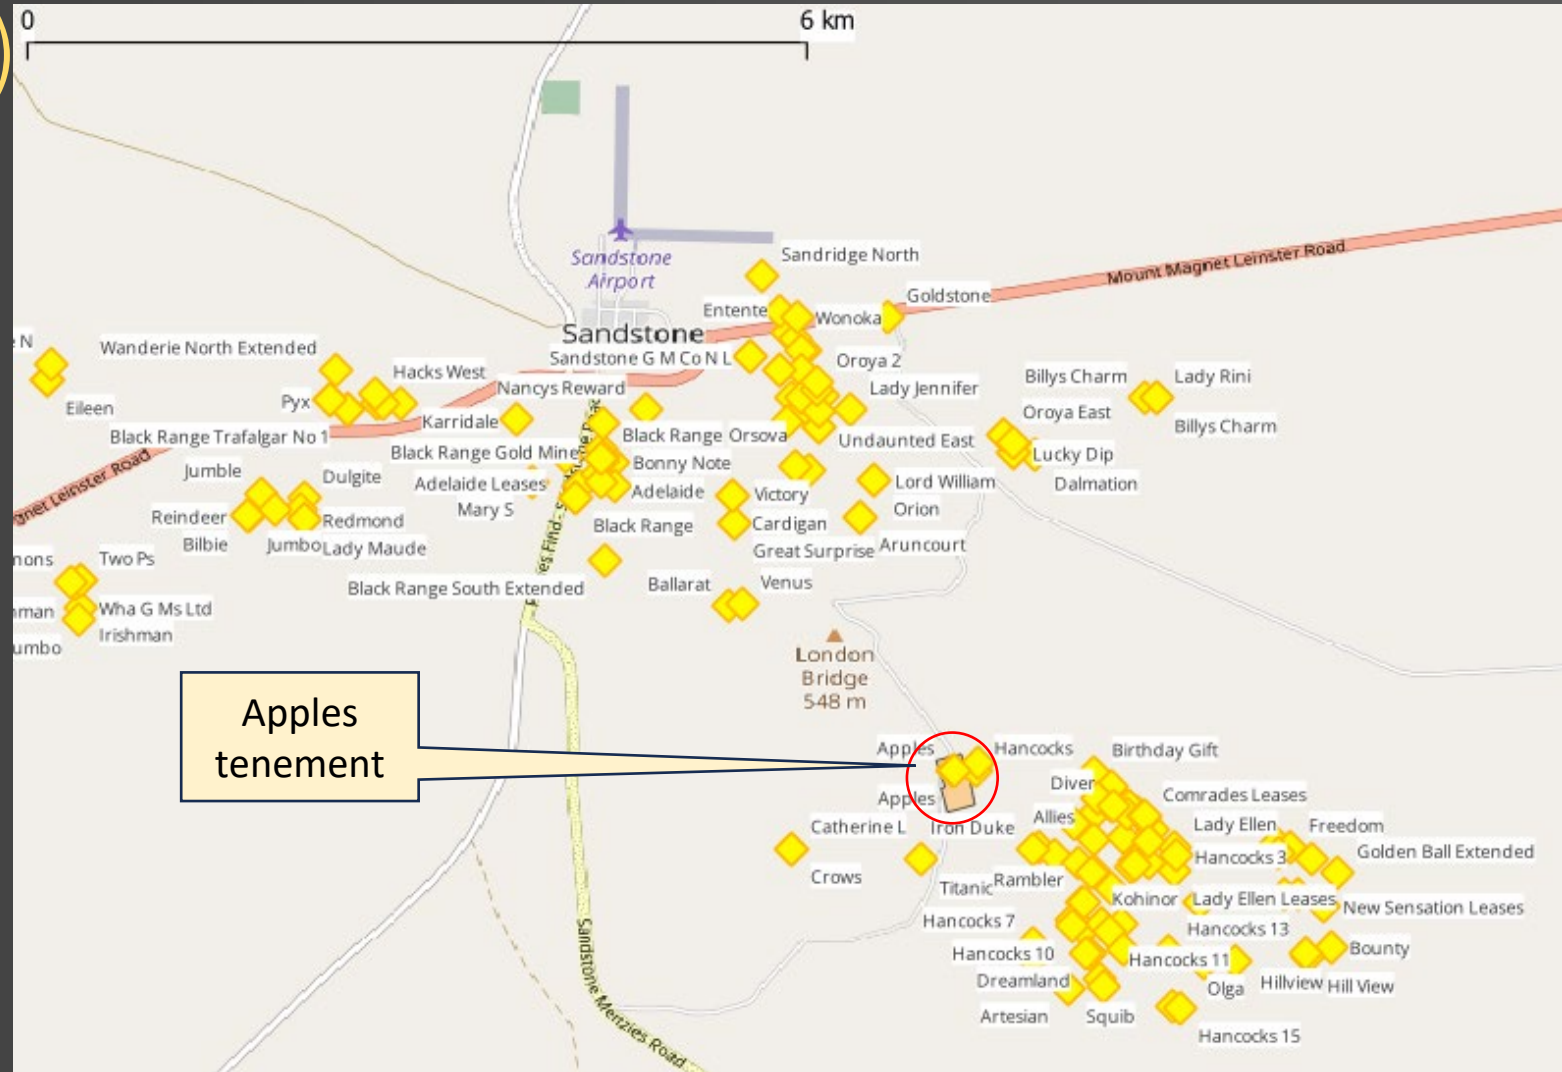 0
6 km
Sandstone
Airport
Sandridge North
Mount Magnet Leinster Road
Goldstone
Entente
Wonoka
Sandstone
N
Wanderie North Extended
Sandstone G M Co N L
Oroya 2
Hacks West
Nancys Reward
Lady Jennifer
Billys Charm
Lady Rini
Eileen
Pyx
Karridale
Oroya East
Black Range Trafalgar No 1
Black Range
Orsova
Undaunted East
Billys Charm
Black Range Gold Mine
Bonny Note
Lucky Dip
Jumble
Dulgite
Adelaide Leases
Adelaide
Victory
Lord William
Dalmation
gnet Leinster Road
Mary S
Orion
Reindeer
Redmond
Black Range
Cardigan
Bilbie
Jumbo
Lady Maude
Great Surprise
Aruncourt
nons
Two Ps
Black Range South Extended
Ballarat
Venus
nman
Wha G Ms Ltd
Irishman
umbo
London
Bridge
548 m
Apples
tenement
Apples
Hancocks
Birthday Gift
Diver
Apples
Comrades Leases
Allies
Catherine L
Iron Duke
Lady Ellen
Freedom
Hancocks 3
Golden Ball Extended
Crows
Titanic
Rambler
Kohinor
Lady Ellen Leases
New Sensation Leases
Hancocks 7
Hancocks 13
Hancocks 10
Hancocks 11
Bounty
Dreamland
Olga
Hillview
Hill View
Artesian
Squib
Hancocks 15
Sandstone Menzies Road